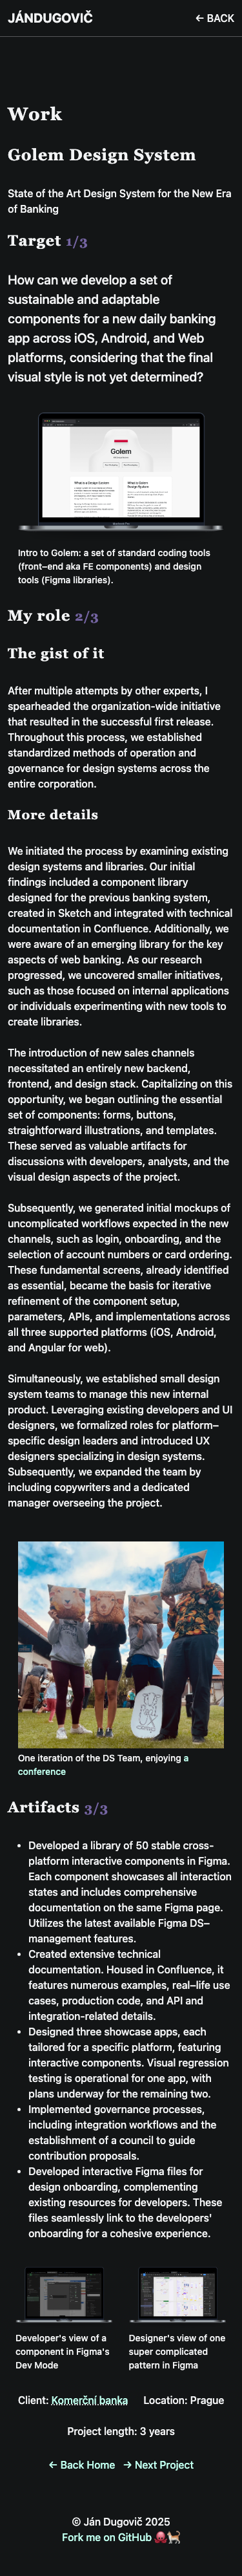 JÁNDUGOVIČ
← BACK
Work
Golem Design System
State of the Art Design System for the New Era
of Banking
Target 1/3
How can we develop a set of
sustainable and adaptable
components for a new daily banking
app across iOS, Android, and Web
platforms, considering that the final
visual style is not yet determined?
Golem
Intro to Golem: a set of standard coding tools
(front–end aka FE components) and design
tools (Figma libraries).
My role 2/3
The gist of it
After multiple attempts by other experts, I
spearheaded the organization-wide initiative
that resulted in the successful first release.
Throughout this process, we established
standardized methods of operation and
governance for design systems across the
entire corporation.
More details
We initiated the process by examining existing
design systems and libraries. Our initial
findings included a component library
designed for the previous banking system,
created in Sketch and integrated with technical
documentation in Confluence. Additionally, we
were aware of an emerging library for the key
aspects of web banking. As our research
progressed, we uncovered smaller initiatives,
such as those focused on internal applications
or individuals experimenting with new tools to
create libraries.
The introduction of new sales channels
necessitated an entirely new backend,
frontend, and design stack. Capitalizing on this
opportunity, we began outlining the essential
set of components: forms, buttons,
straightforward illustrations, and templates.
These served as valuable artifacts for
discussions with developers, analysts, and the
visual design aspects of the project.
Subsequently, we generated initial mockups of
uncomplicated workflows expected in the new
channels, such as login, onboarding, and the
selection of account numbers or card ordering.
These fundamental screens, already identified
as essential, became the basis for iterative
refinement of the component setup,
parameters, APIs, and implementations across
all three supported platforms (iOS, Android,
and Angular for web).
Simultaneously, we established small design
system teams to manage this new internal
product. Leveraging existing developers and UI
designers, we formalized roles for platform–
specific design leaders and introduced UX
designers specializing in design systems.
Subsequently, we expanded the team by
including copywriters and a dedicated
manager overseeing the project.
One iteration of the DS Team, enjoying a
conference
Artifacts 3/3
• Developed a library of 50 stable cross-
platform interactive components in Figma.
Each component showcases all interaction
states and includes comprehensive
documentation on the same Figma page.
Utilizes the latest available Figma DS–
management features.
• Created extensive technical
documentation. Housed in Confluence, it
features numerous examples, real–life use
cases, production code, and API and
integration-related details.
• Designed three showcase apps, each
tailored for a specific platform, featuring
interactive components. Visual regression
testing is operational for one app, with
plans underway for the remaining two.
• Implemented governance processes,
including integration workflows and the
establishment of a council to guide
contribution proposals.
• Developed interactive Figma files for
design onboarding, complementing
existing resources for developers. These
files seamlessly link to the developers'
onboarding for a cohesive experience.
Developer's view of a
component in Figma's
Dev Mode
Designer's view of one
super complicated
pattern in Figma
Client: Komerční banka Location: Prague
Project length: 3 years
← Back Home → Next Project
© Ján Dugovič 2025
Fork me on GitHub